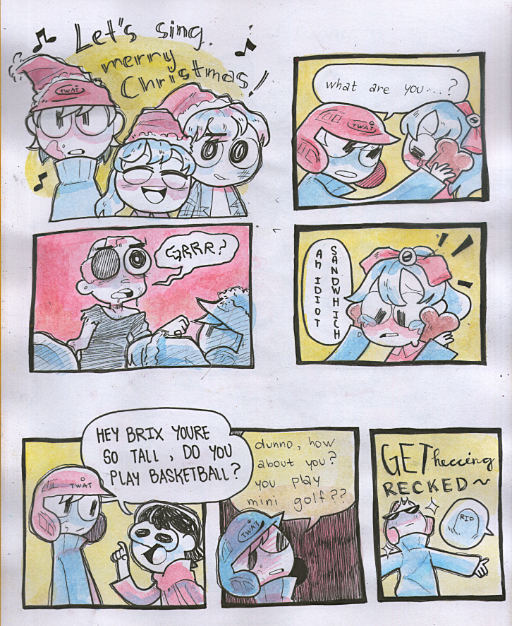 Let's sing.
merry
Christmas!
TWAT
what are you...?
TWAT
GRRR?
AN IDIOT
SANDWHICH
HEY BRIX YOURE
SO TALL, DO YOU
PLAY BASKETBALL?
TWAT
dunno, how
about you?
you play
mini golf??
TWAT
GET heccing
RECKED~
RIP